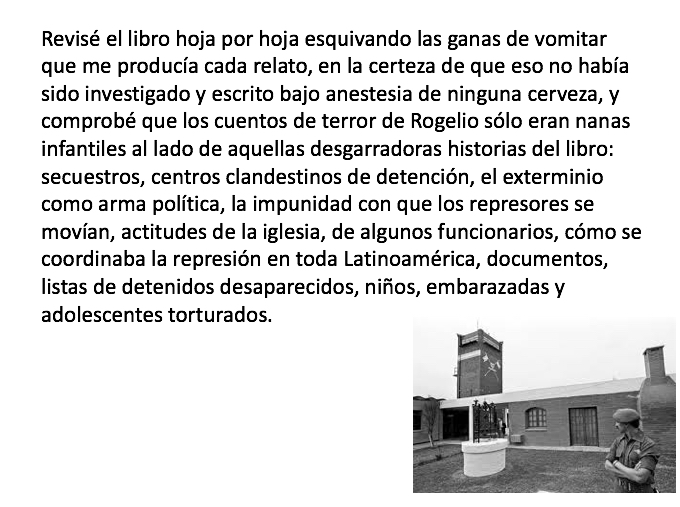 Revisé el libro hoja por hoja esquivando las ganas de vomitar
que me producía cada relato, en la certeza de que eso no había
sido investigado y escrito bajo anestesia de ninguna cerveza, y
comprobé que los cuentos de terror de Rogelio sólo eran nanas
infantiles al lado de aquellas desgarradoras historias del libro:
secuestros, centros clandestinos de detención, el exterminio
como arma política, la impunidad con que los represores se
movían, actitudes de la iglesia, de algunos funcionarios, cómo se
coordinaba la represión en toda Latinoamérica, documentos,
listas de detenidos desaparecidos, niños, embarazadas y
adolescentes torturados.